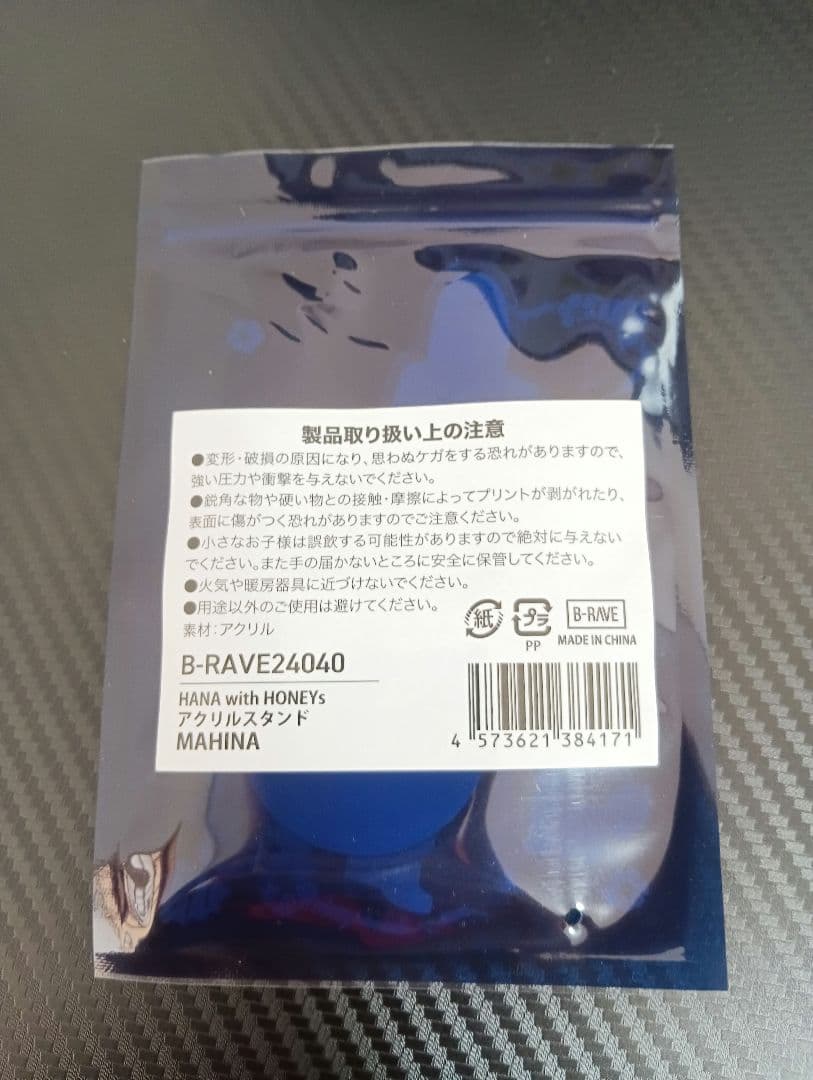 製品取り扱い上の注意
●変形・破損の原因になり、思わぬケガをする恐れがありますので、
強い圧力や衝撃を与えないでください。
●鋭角な物や硬い物との接触・摩擦によってプリントが剥がれたり、
表面に傷がつく恐れがありますのでご注意ください。
●小さなお子様は誤飲する可能性がありますので絶対に与えない
でください。また手の届かないところに安全に保管してください。
●火気や暖房器具に近づけないでください。
●用途以外のご使用は避けてください。
素材：アクリル
紙
プラ
PP
B-RAVE
MADE IN CHINA
B-RAVE24040
HANA with HONEYs
アクリルスタンド
MAHINA
4 573621 384171